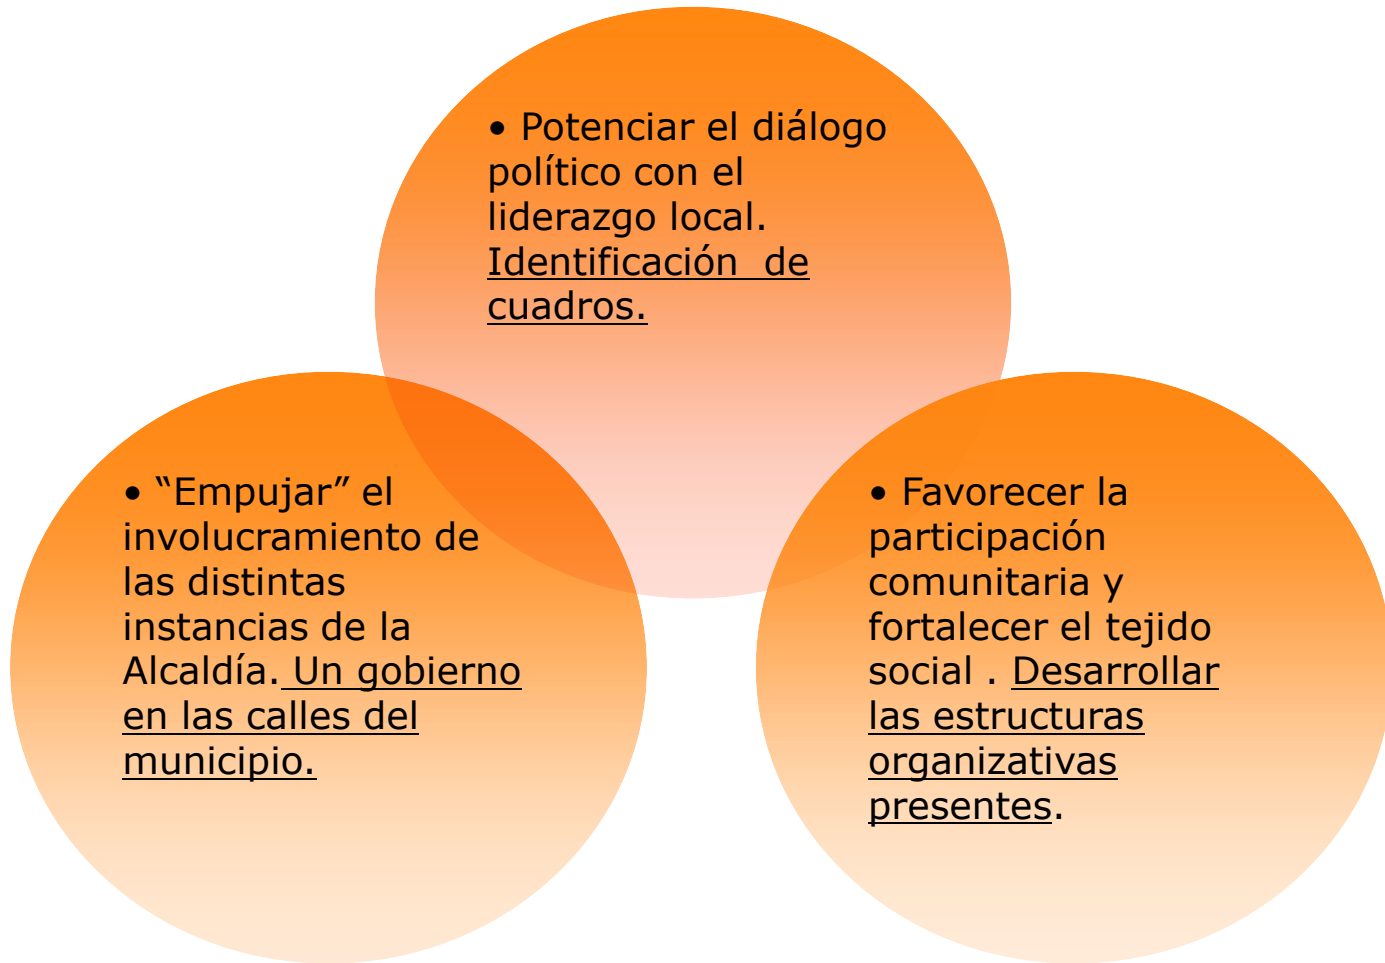 • Potenciar el diálogo
político con el
liderazgo local.
Identificación  de
cuadros.
• “Empujar” el
involucramiento de
las distintas
instancias de la
Alcaldía. Un gobierno
en las calles del
municipio.
• Favorecer la
participación
comunitaria y
fortalecer el tejido
social . Desarrollar
las estructuras
organizativas
presentes.